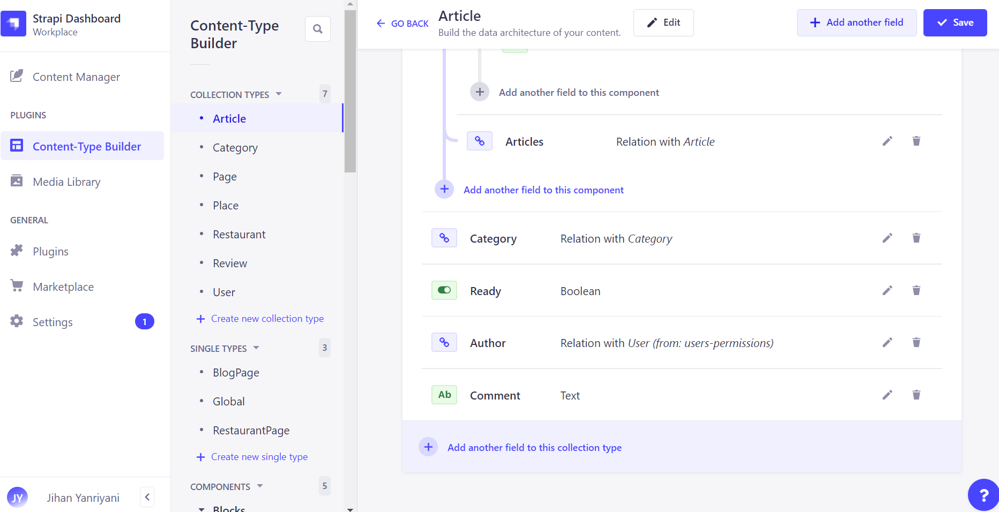 Strapi Dashboard
Workplace
Content Manager
PLUGINS
Content-Type Builder
Media Library
GENERAL
Plugins
Marketplace
Settings
1
JY
Jihan Yanriyani
Content-Type
Builder
COLLECTION TYPES
7
Article
Category
Page
Place
Restaurant
Review
User
Create new collection type
SINGLE TYPES
3
BlogPage
Global
RestaurantPage
Create new single type
COMPONENTS
5
Blocks
GO BACK
Article
Build the data architecture of your content.
Edit
Add another field
Save
Add another field to this component
Articles Relation with Article
Add another field to this component
Category Relation with Category
Ready Boolean
Author Relation with User (from: users-permissions)
Ab Comment Text
Add another field to this collection type
?